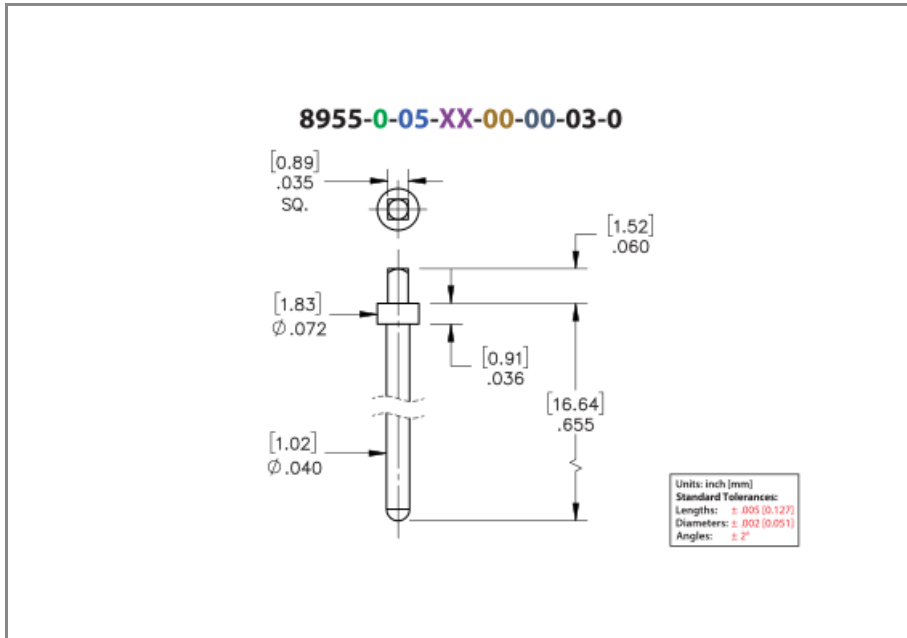 8955-0-05-XX-00-00-03-0
[0.89]
.035
SQ.
[1.52]
.060
[1.83]
Ø.072
[0.91]
.036
[16.64]
.655
[1.02]
Ø.040
Units: inch [mm]
Standard Tolerances:
Lengths: ± .005 [0.127]
Diameters: ± .002 [0.051]
Angles: ± 2°